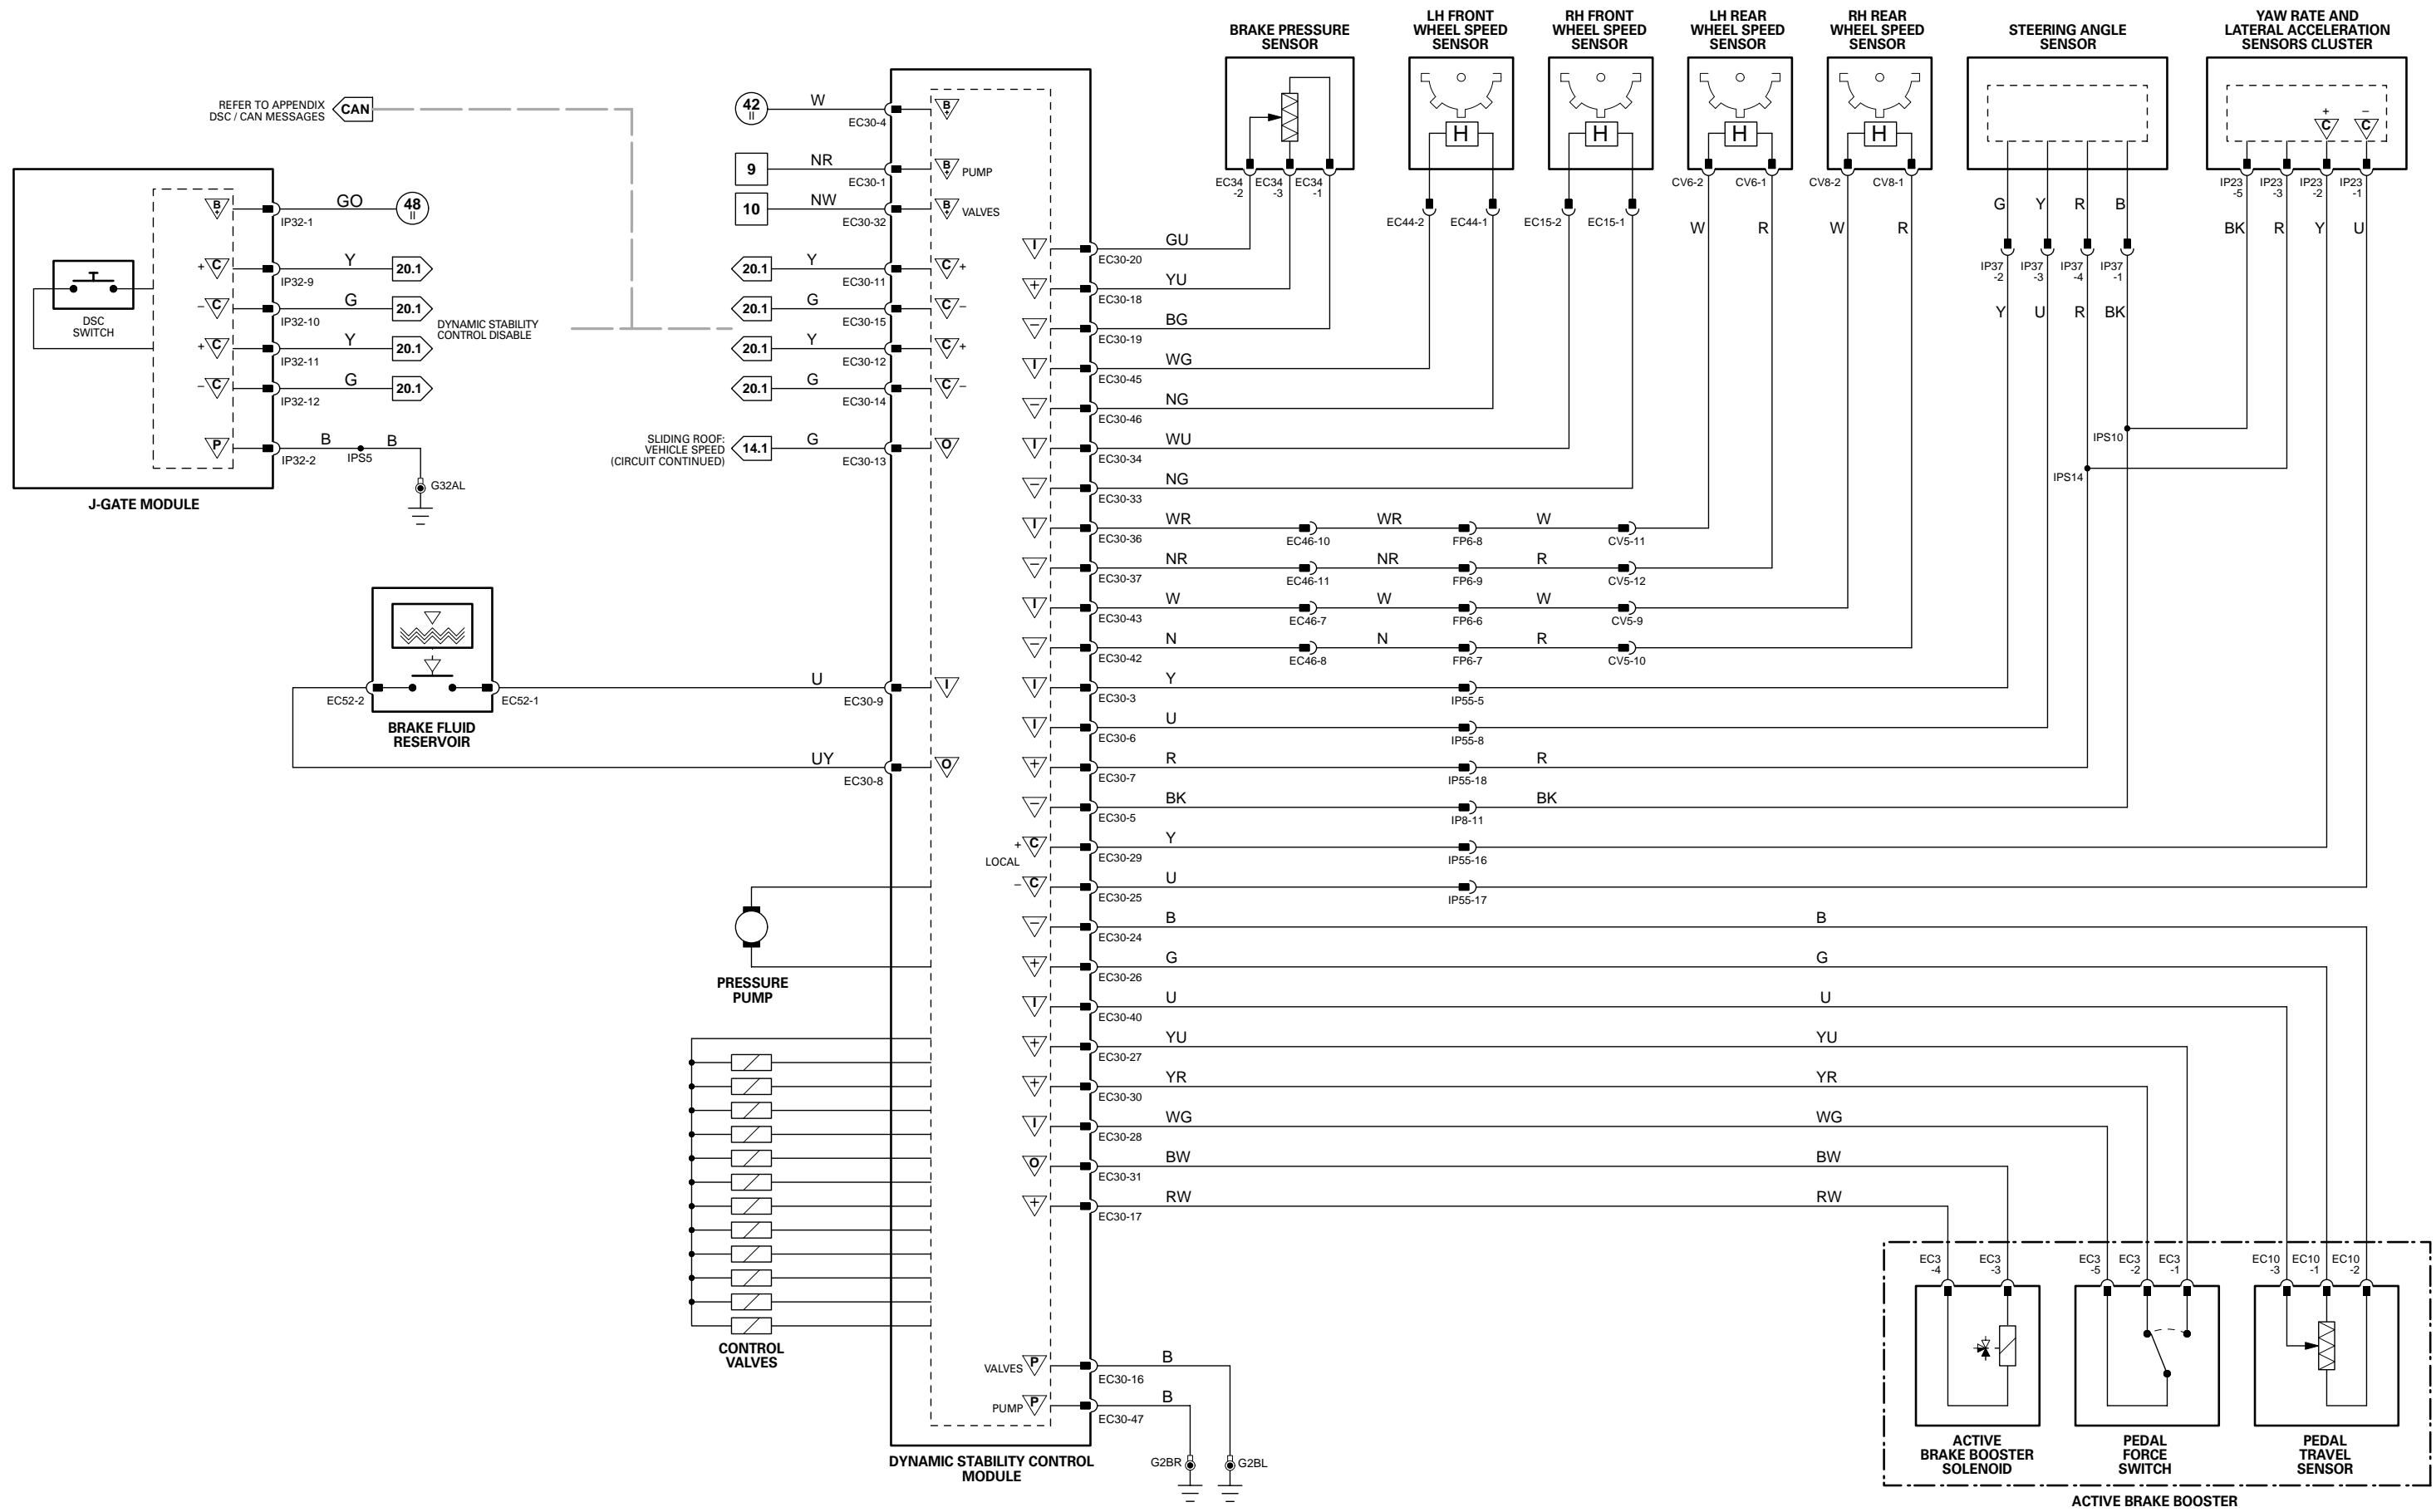 BRAKE PRESSURE
SENSOR
LH FRONT
WHEEL SPEED
SENSOR
RH FRONT
WHEEL SPEED
SENSOR
LH REAR
WHEEL SPEED
SENSOR
RH REAR
WHEEL SPEED
SENSOR
STEERING ANGLE
SENSOR
YAW RATE AND
LATERAL ACCELERATION
SENSORS CLUSTER
H
H
H
H
+
C
–
C
EC34
-2
EC34
-3
EC34
-1
EC44-2
EC44-1
EC15-2
EC15-1
CV6-2
CV6-1
CV8-2
CV8-1
W
R
W
R
G
Y
R
B
IP37
-2
IP37
-3
IP37
-4
IP37
-1
Y
U
R
BK
IP23
-5
IP23
-3
IP23
-2
IP23
-1
BK
R
Y
U
IPS10
IPS14
REFER TO APPENDIX
DSC / CAN MESSAGES
CAN
B
+
IP32-1
GO
48
II
+
C
IP32-9
Y
20.1
–
C
IP32-10
G
20.1
DYNAMIC STABILITY
CONTROL DISABLE
+
C
IP32-11
Y
20.1
–
C
IP32-12
G
20.1
P
IP32-2
B
IPS5
B
G32AL
DSC
SWITCH
J-GATE MODULE
42
II
W
EC30-4
B
+
9
NR
EC30-1
B
+
PUMP
10
NW
EC30-32
B
+
VALVES
20.1
Y
EC30-11
C
+
20.1
G
EC30-15
C
–
20.1
Y
EC30-12
C
+
20.1
G
EC30-14
C
–
SLIDING ROOF:
VEHICLE SPEED
(CIRCUIT CONTINUED)
14.1
G
EC30-13
O
EC52-2
EC52-1
BRAKE FLUID
RESERVOIR
U
EC30-9
I
UY
EC30-8
O
PRESSURE
PUMP
CONTROL
VALVES
I
EC30-20
GU
+
EC30-18
YU
–
EC30-19
BG
I
EC30-45
WG
–
EC30-46
NG
I
EC30-34
WU
–
EC30-33
NG
I
EC30-36
WR
EC46-10
WR
FP6-8
W
CV5-11
–
EC30-37
NR
EC46-11
NR
FP6-9
R
CV5-12
I
EC30-43
W
EC46-7
W
FP6-6
W
CV5-9
–
EC30-42
N
EC46-8
N
FP6-7
R
CV5-10
I
EC30-3
Y
IP55-5
I
EC30-6
U
IP55-8
+
EC30-7
R
IP55-18
R
–
EC30-5
BK
IP8-11
BK
+
C
LOCAL
EC30-29
Y
IP55-16
–
C
EC30-25
U
IP55-17
–
EC30-24
B
B
+
EC30-26
G
G
I
EC30-40
U
U
+
EC30-27
YU
YU
+
EC30-30
YR
YR
I
EC30-28
WG
WG
O
EC30-31
BW
BW
+
EC30-17
RW
RW
VALVES
P
EC30-16
B
PUMP
P
EC30-47
B
G2BR
G2BL
DYNAMIC STABILITY CONTROL
MODULE
EC3
-4
EC3
-3
EC3
-5
EC3
-2
EC3
-1
EC10
-3
EC10
-1
EC10
-2
ACTIVE
BRAKE BOOSTER
SOLENOID
PEDAL
FORCE
SWITCH
PEDAL
TRAVEL
SENSOR
ACTIVE BRAKE BOOSTER